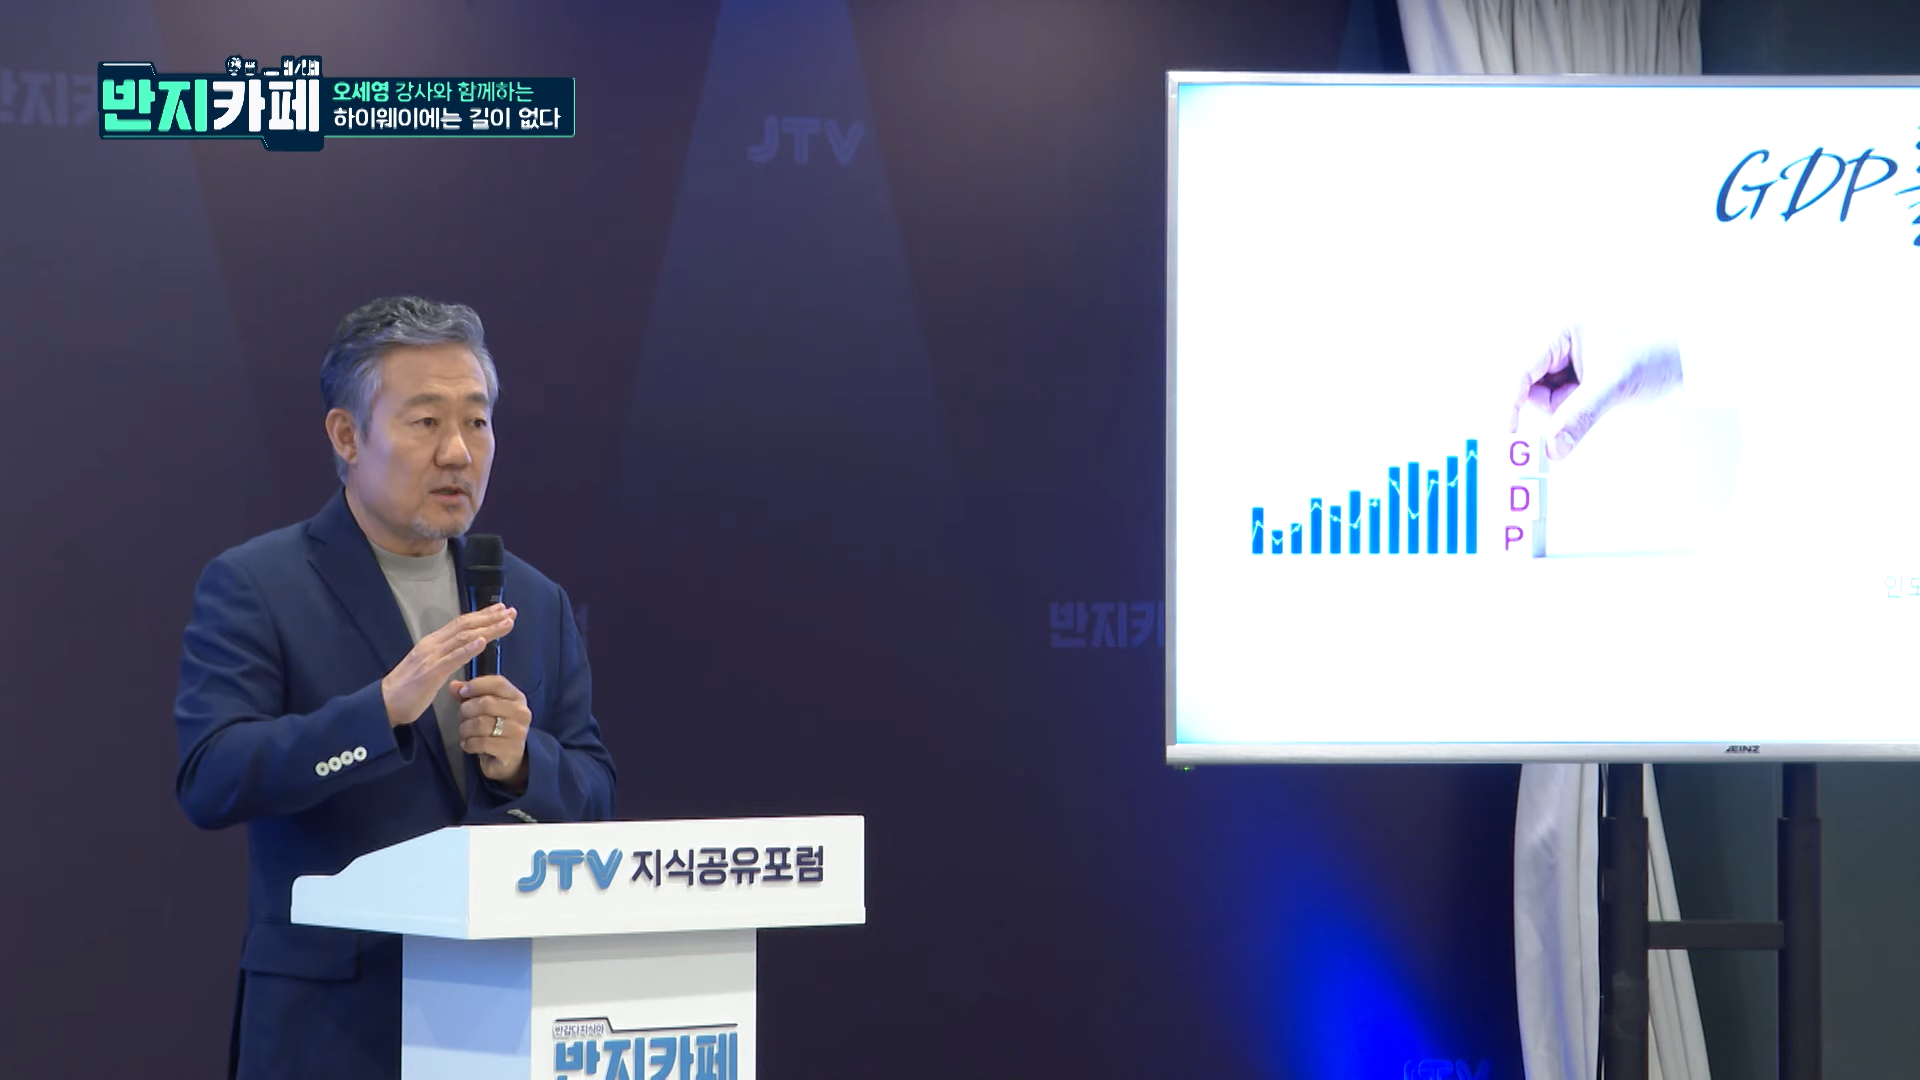 반지카페
오세영 강사와 함께하는
하이웨이에는 길이 없다
JTV
GDP
G
D
P
반지카
JTV 지식공유포럼
반지카페
JTV